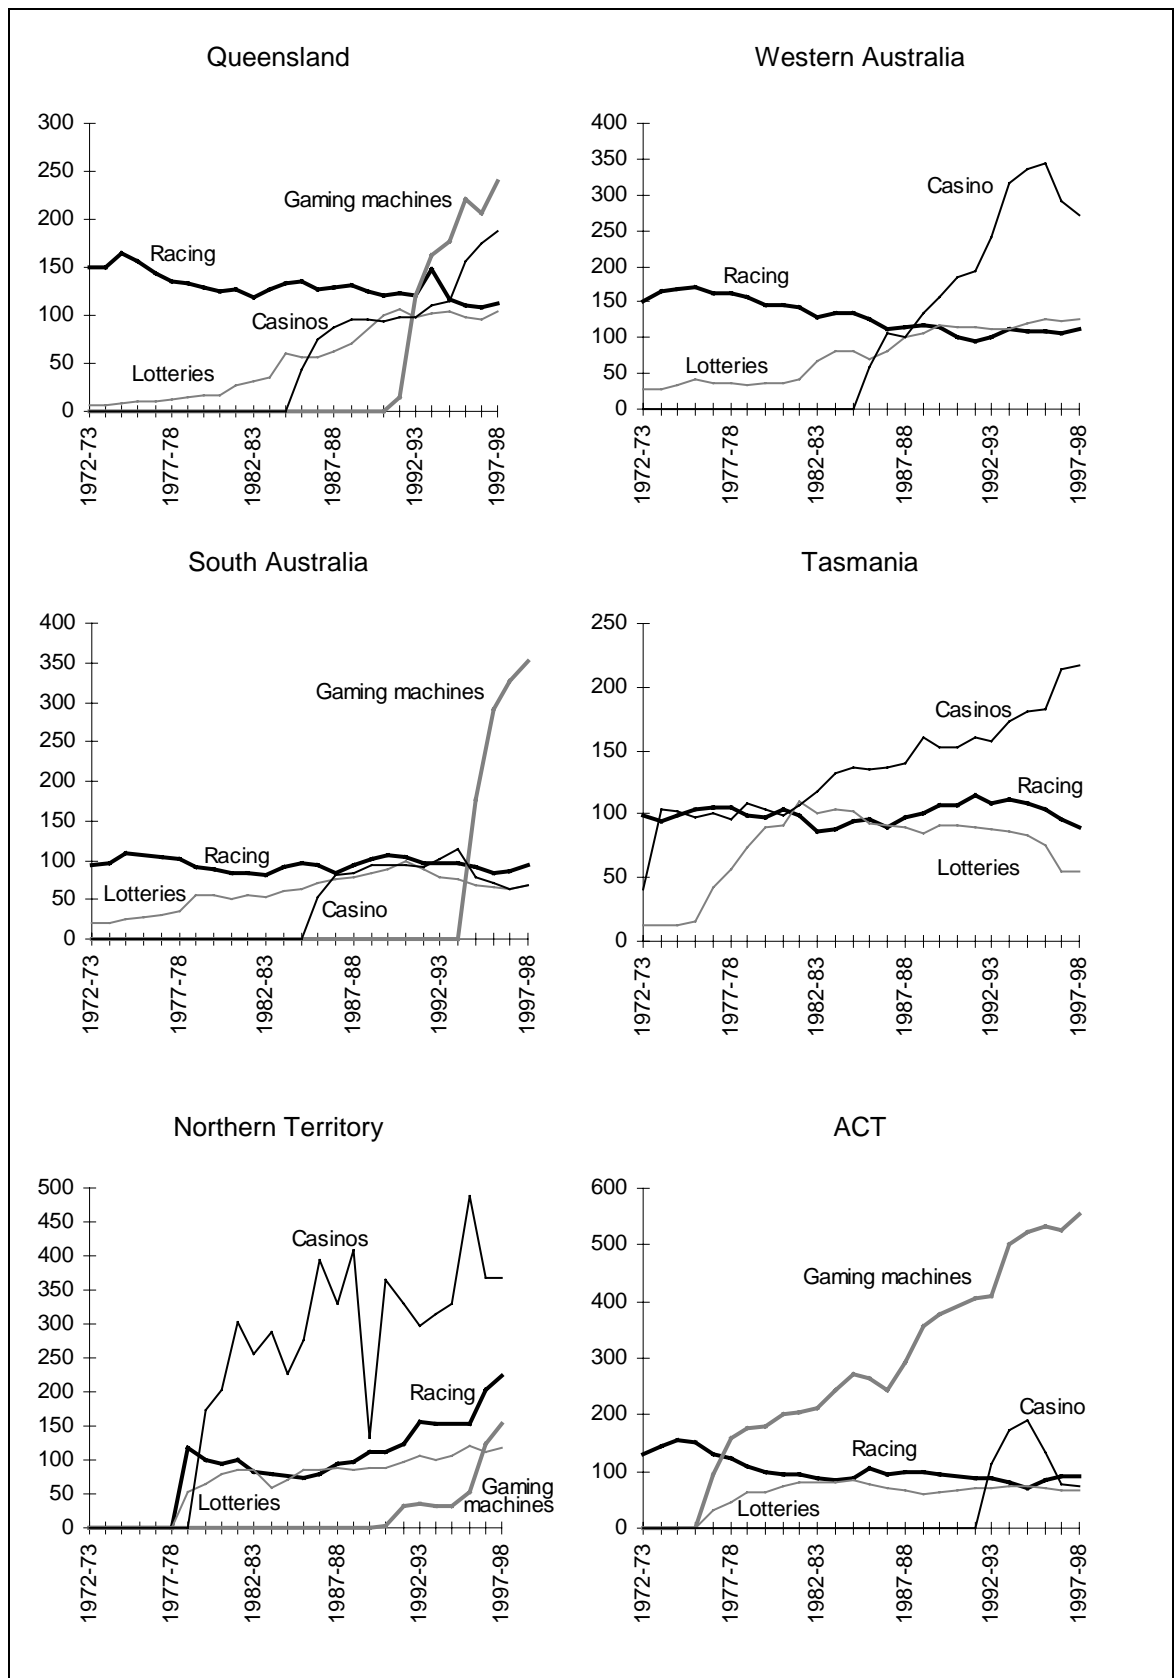 Queensland
300
250
200
150
100
50
0
Gaming machines
Racing
Casinos
Lotteries
1972-73
1977-78
1982-83
1987-88
1992-93
1997-98
Western Australia
400
350
300
250
200
150
100
50
0
Casino
Racing
Lotteries
1972-73
1977-78
1982-83
1987-88
1992-93
1997-98
South Australia
400
350
300
250
200
150
100
50
0
Gaming machines
Racing
Lotteries
Casino
1972-73
1977-78
1982-83
1987-88
1992-93
1997-98
Tasmania
250
200
150
100
50
0
Casinos
Racing
Lotteries
1972-73
1977-78
1982-83
1987-88
1992-93
1997-98
Northern Territory
500
450
400
350
300
250
200
150
100
50
0
Casinos
Racing
Lotteries
Gaming
machines
1972-73
1977-78
1982-83
1987-88
1992-93
1997-98
ACT
600
500
400
300
200
100
0
Gaming machines
Casino
Racing
Lotteries
1972-73
1977-78
1982-83
1987-88
1992-93
1997-98